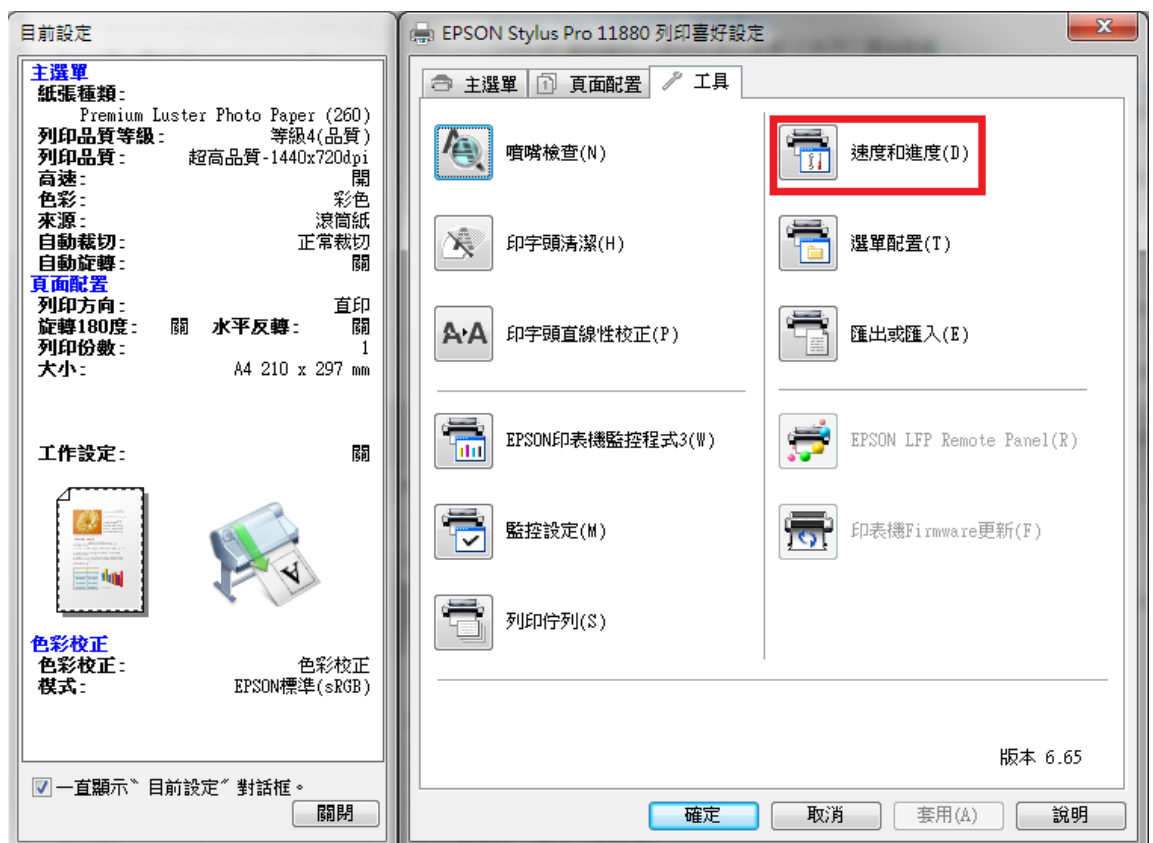 目前設定
主選單
紙張種類：
Premium Luster Photo Paper (260)
列印品質等級： 等級4(品質)
列印品質： 超高品質-1440x720dpi
高速： 開
色彩： 彩色
來源： 滾筒紙
自動裁切： 正常裁切
自動旋轉： 關
頁面配置
列印方向： 直印
旋轉180度： 關 水平反轉： 關
列印份數： 1
大小： A4 210 x 297 mm
工作設定： 關
色彩校正
色彩校正： 色彩校正
模式： EPSON標準(sRGB)
一直顯示〝目前設定〞對話框。
關閉
EPSON Stylus Pro 11880 列印喜好設定
主選單 頁面配置 工具
噴嘴檢查(N)
印字頭清潔(H)
印字頭直線性校正(P)
EPSON印表機監控程式3(W)
監控設定(M)
列印佇列(S)
速度和進度(D)
選單配置(T)
匯出或匯入(E)
EPSON LFP Remote Panel(R)
印表機Firmware更新(F)
版本 6.65
確定 取消 套用(A) 說明